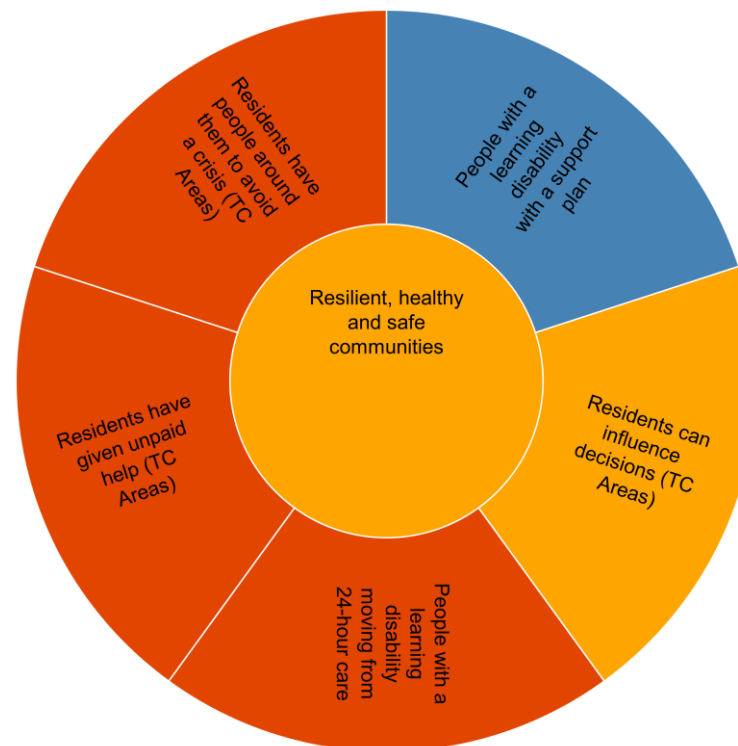 Residents have
people around
them to avoid
a crisis (TC
Areas)
People with a
learning
disability
with a support
plan
Resilient, healthy
and safe
communities
Residents can
influence
decisions (TC
Areas)
Residents have
given unpaid
help (TC
Areas)
People with a
learning
disability
moving from
24-hour care